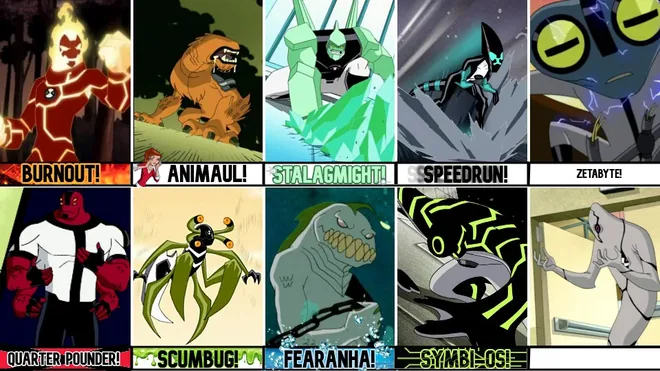 BURNOUT!
ANIMAUL!
STALAGMIGHT!
SPEEDRUN!
ZETABYTE!
QUARTER POUNDER!
SCUMBUG!
FEARANHA!
SYMBI-OS!